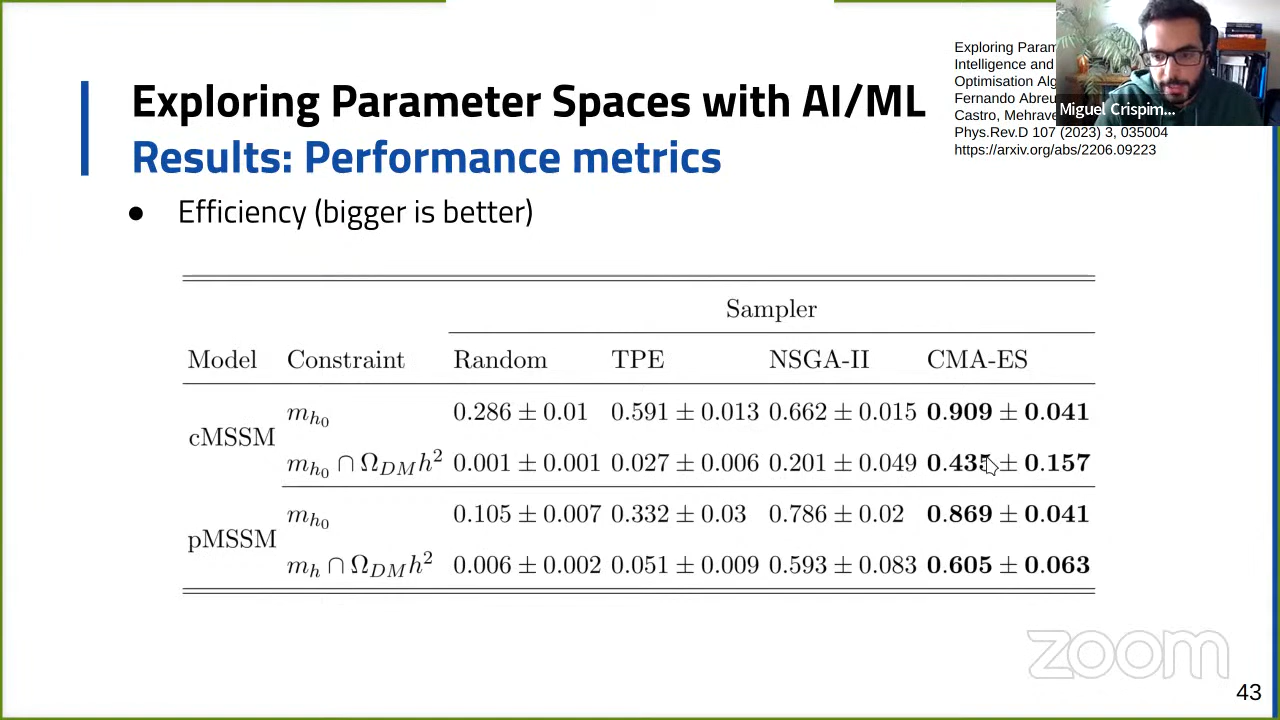 Exploring Param
Intelligence and
Optimisation Alg
Fernando Abreu
Castro, Mehrave
Phys.Rev.D 107 (2023) 3, 035004
https://arxiv.org/abs/2206.09223
Miguel Crispim...
Exploring Parameter Spaces with AI/ML
Results: Performance metrics
● Efficiency (bigger is better)
Sampler
Model Constraint Random TPE NSGA-II CMA-ES
cMSSM
m_{h_0} 0.286 ± 0.01 0.591 ± 0.013 0.662 ± 0.015 0.909 ± 0.041
m_{h_0} ∩ Ω_{DM}h² 0.001 ± 0.001 0.027 ± 0.006 0.201 ± 0.049 0.435 ± 0.157
pMSSM
m_{h_0} 0.105 ± 0.007 0.332 ± 0.03 0.786 ± 0.02 0.869 ± 0.041
m_h ∩ Ω_{DM}h² 0.006 ± 0.002 0.051 ± 0.009 0.593 ± 0.083 0.605 ± 0.063
zoom
43